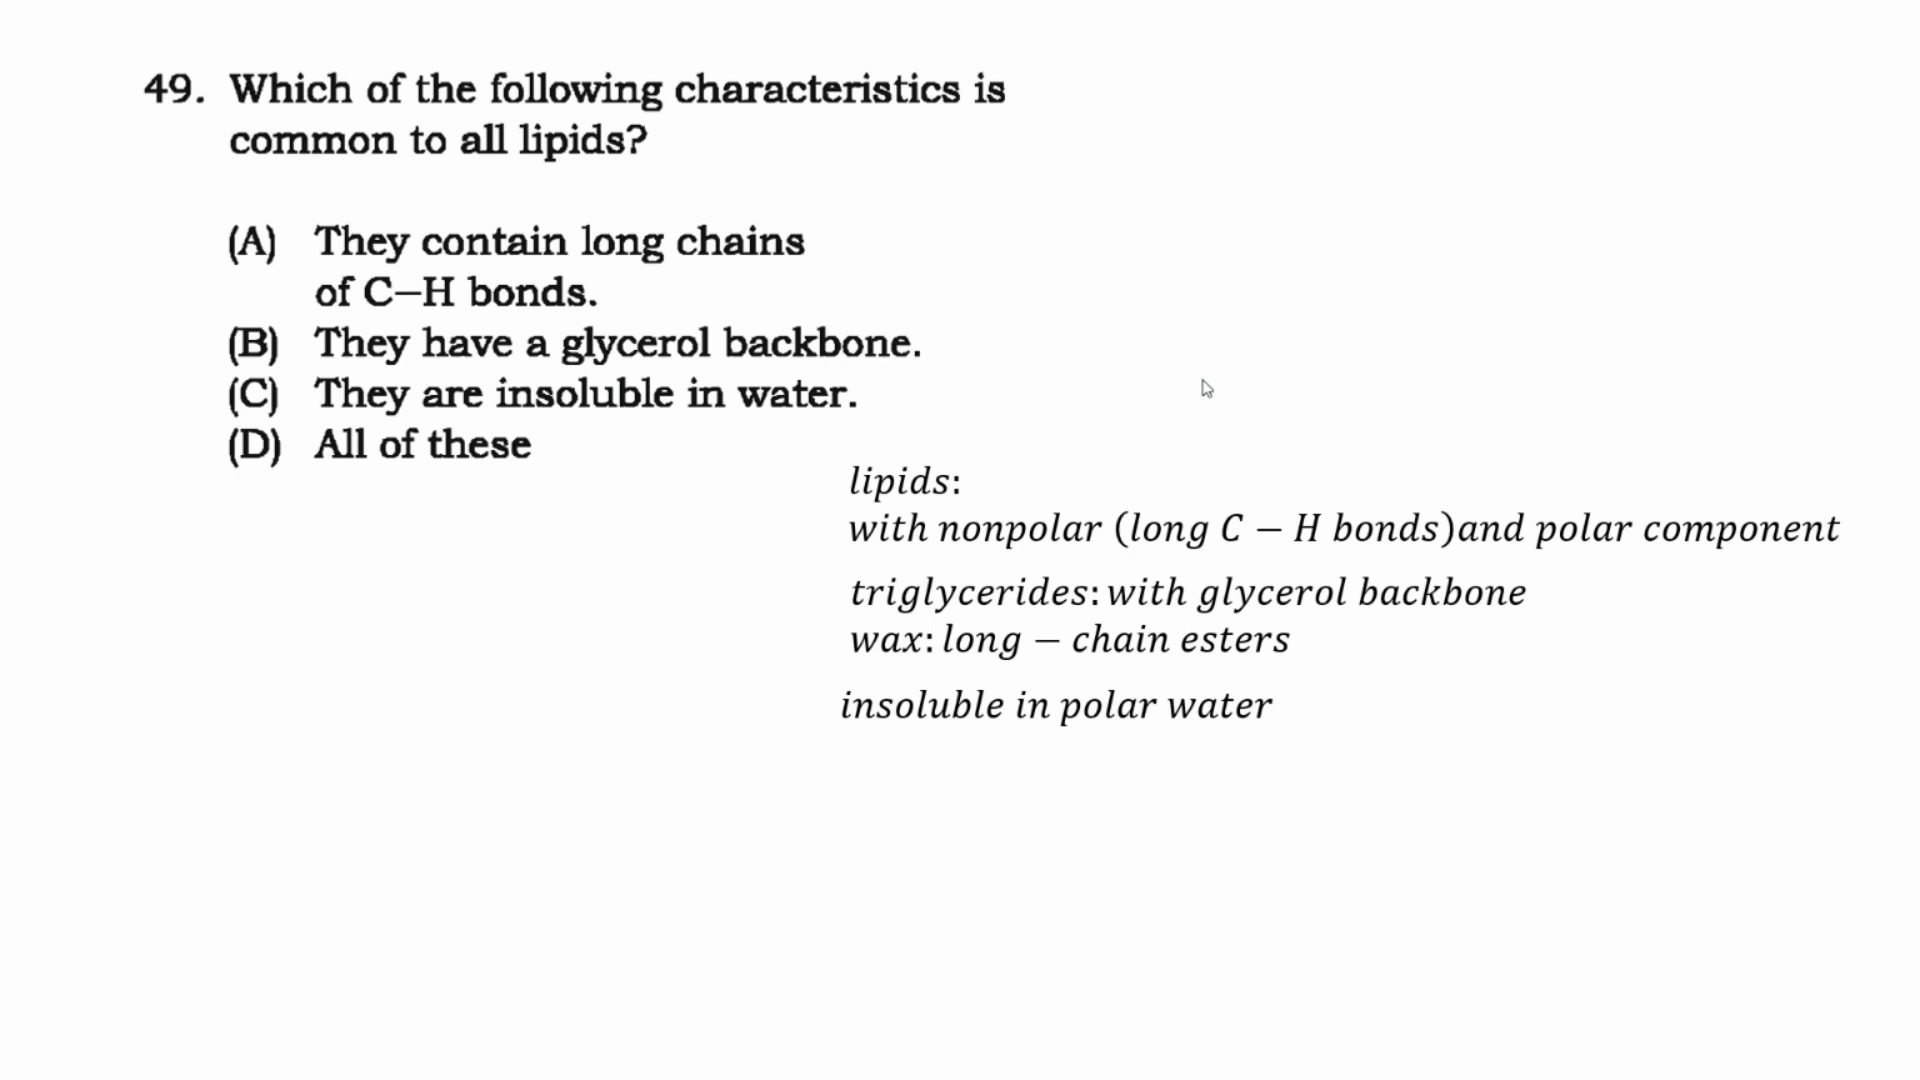 49. Which of the following characteristics is
common to all lipids?
(A) They contain long chains
of C–H bonds.
(B) They have a glycerol backbone.
(C) They are insoluble in water.
(D) All of these
lipids:
with nonpolar (long C − H bonds)and polar component
triglycerides: with glycerol backbone
wax: long − chain esters
insoluble in polar water